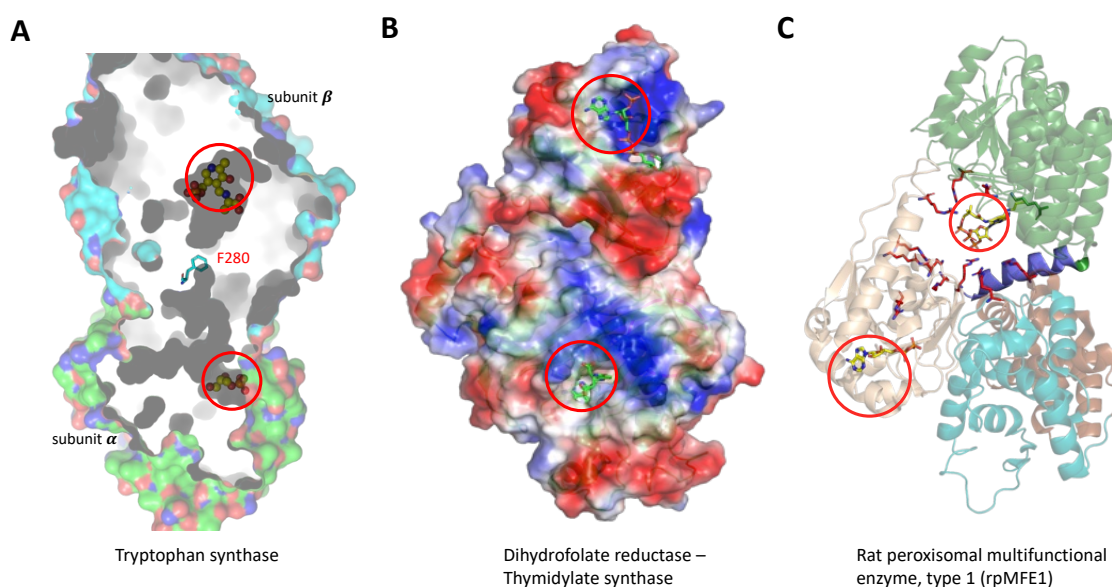 A
B
C
subunit β
F280
subunit α
Tryptophan synthase
Dihydrofolate reductase –
Thymidylate synthase
Rat peroxisomal multifunctional
enzyme, type 1 (rpMFE1)